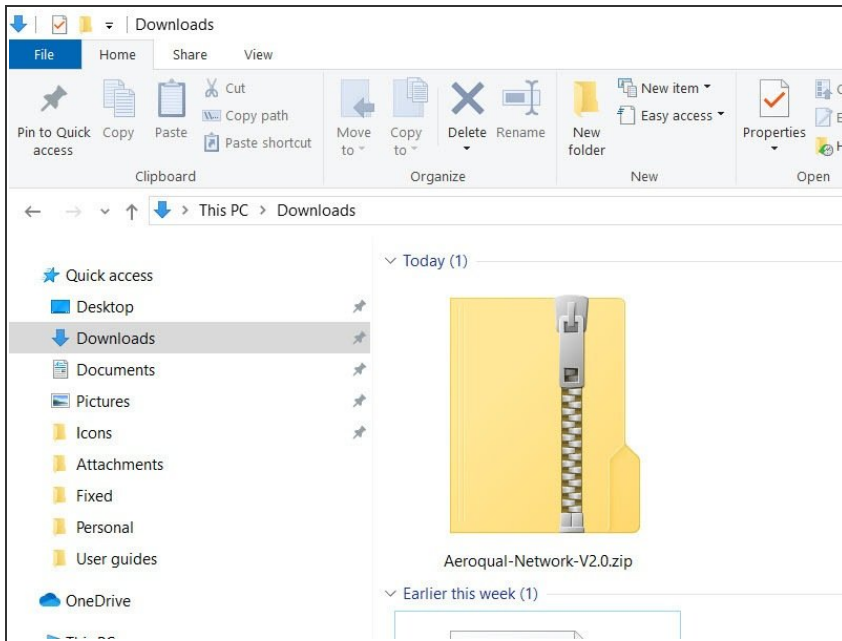 Downloads
File Home Share View
Pin to Quick access
Copy
Paste
Cut
Copy path
Paste shortcut
Clipboard
Move to
Copy to
Delete
Rename
Organize
New folder
New item
Easy access
New
Properties
Open
This PC > Downloads
Quick access
Desktop
Downloads
Documents
Pictures
Icons
Attachments
Fixed
Personal
User guides
OneDrive
This PC
Today (1)
Aeroqual-Network-V2.0.zip
Earlier this week (1)